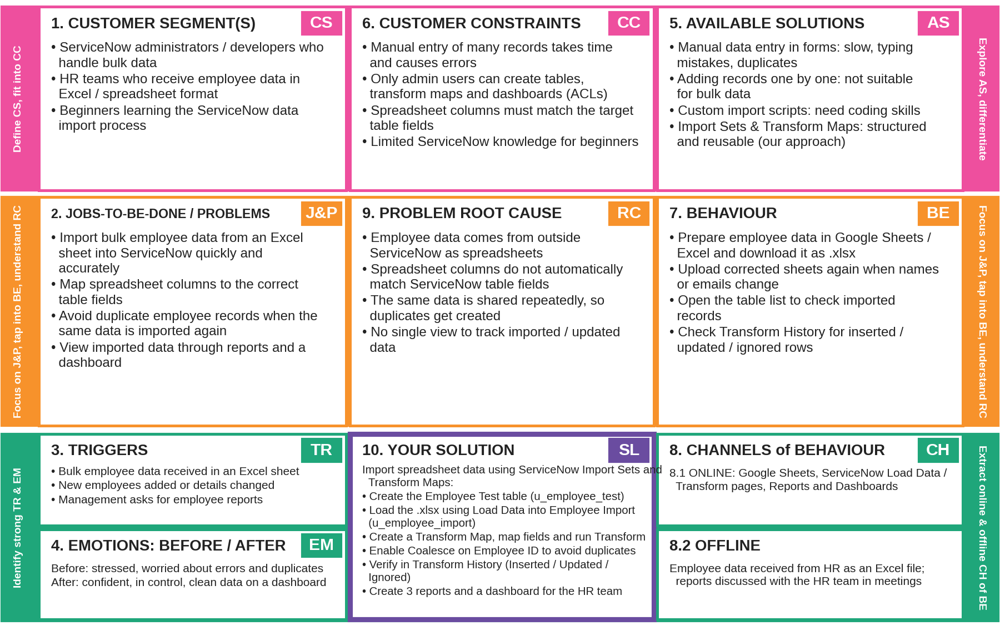 Define CS, fit into CC
1. CUSTOMER SEGMENT(S)
CS
• ServiceNow administrators / developers who
handle bulk data
• HR teams who receive employee data in
Excel / spreadsheet format
• Beginners learning the ServiceNow data
import process
6. CUSTOMER CONSTRAINTS
CC
• Manual entry of many records takes time
and causes errors
• Only admin users can create tables,
transform maps and dashboards (ACLs)
• Spreadsheet columns must match the target
table fields
• Limited ServiceNow knowledge for beginners
5. AVAILABLE SOLUTIONS
AS
• Manual data entry in forms: slow, typing
mistakes, duplicates
• Adding records one by one: not suitable
for bulk data
• Custom import scripts: need coding skills
• Import Sets & Transform Maps: structured
and reusable (our approach)
Explore AS, differentiate
Focus on J&P, tap into BE, understand RC
2. JOBS-TO-BE-DONE / PROBLEMS
J&P
• Import bulk employee data from an Excel
sheet into ServiceNow quickly and
accurately
• Map spreadsheet columns to the correct
table fields
• Avoid duplicate employee records when the
same data is imported again
• View imported data through reports and a
dashboard
9. PROBLEM ROOT CAUSE
RC
• Employee data comes from outside
ServiceNow as spreadsheets
• Spreadsheet columns do not automatically
match ServiceNow table fields
• The same data is shared repeatedly, so
duplicates get created
• No single view to track imported / updated
data
7. BEHAVIOUR
BE
• Prepare employee data in Google Sheets /
Excel and download it as .xlsx
• Upload corrected sheets again when names
or emails change
• Open the table list to check imported
records
• Check Transform History for inserted /
updated / ignored rows
Focus on J&P, tap into BE, understand RC
Identify strong TR & EM
3. TRIGGERS
TR
• Bulk employee data received in an Excel sheet
• New employees added or details changed
• Management asks for employee reports
4. EMOTIONS: BEFORE / AFTER
EM
Before: stressed, worried about errors and duplicates
After: confident, in control, clean data on a dashboard
10. YOUR SOLUTION
SL
Import spreadsheet data using ServiceNow Import Sets and
Transform Maps:
• Create the Employee Test table (u_employee_test)
• Load the .xlsx using Load Data into Employee Import
(u_employee_import)
• Create a Transform Map, map fields and run Transform
• Enable Coalesce on Employee ID to avoid duplicates
• Verify in Transform History (Inserted / Updated /
Ignored)
• Create 3 reports and a dashboard for the HR team
8. CHANNELS of BEHAVIOUR
CH
8.1 ONLINE: Google Sheets, ServiceNow Load Data /
Transform pages, Reports and Dashboards
8.2 OFFLINE
Employee data received from HR as an Excel file;
reports discussed with the HR team in meetings
Extract online & offline CH of BE